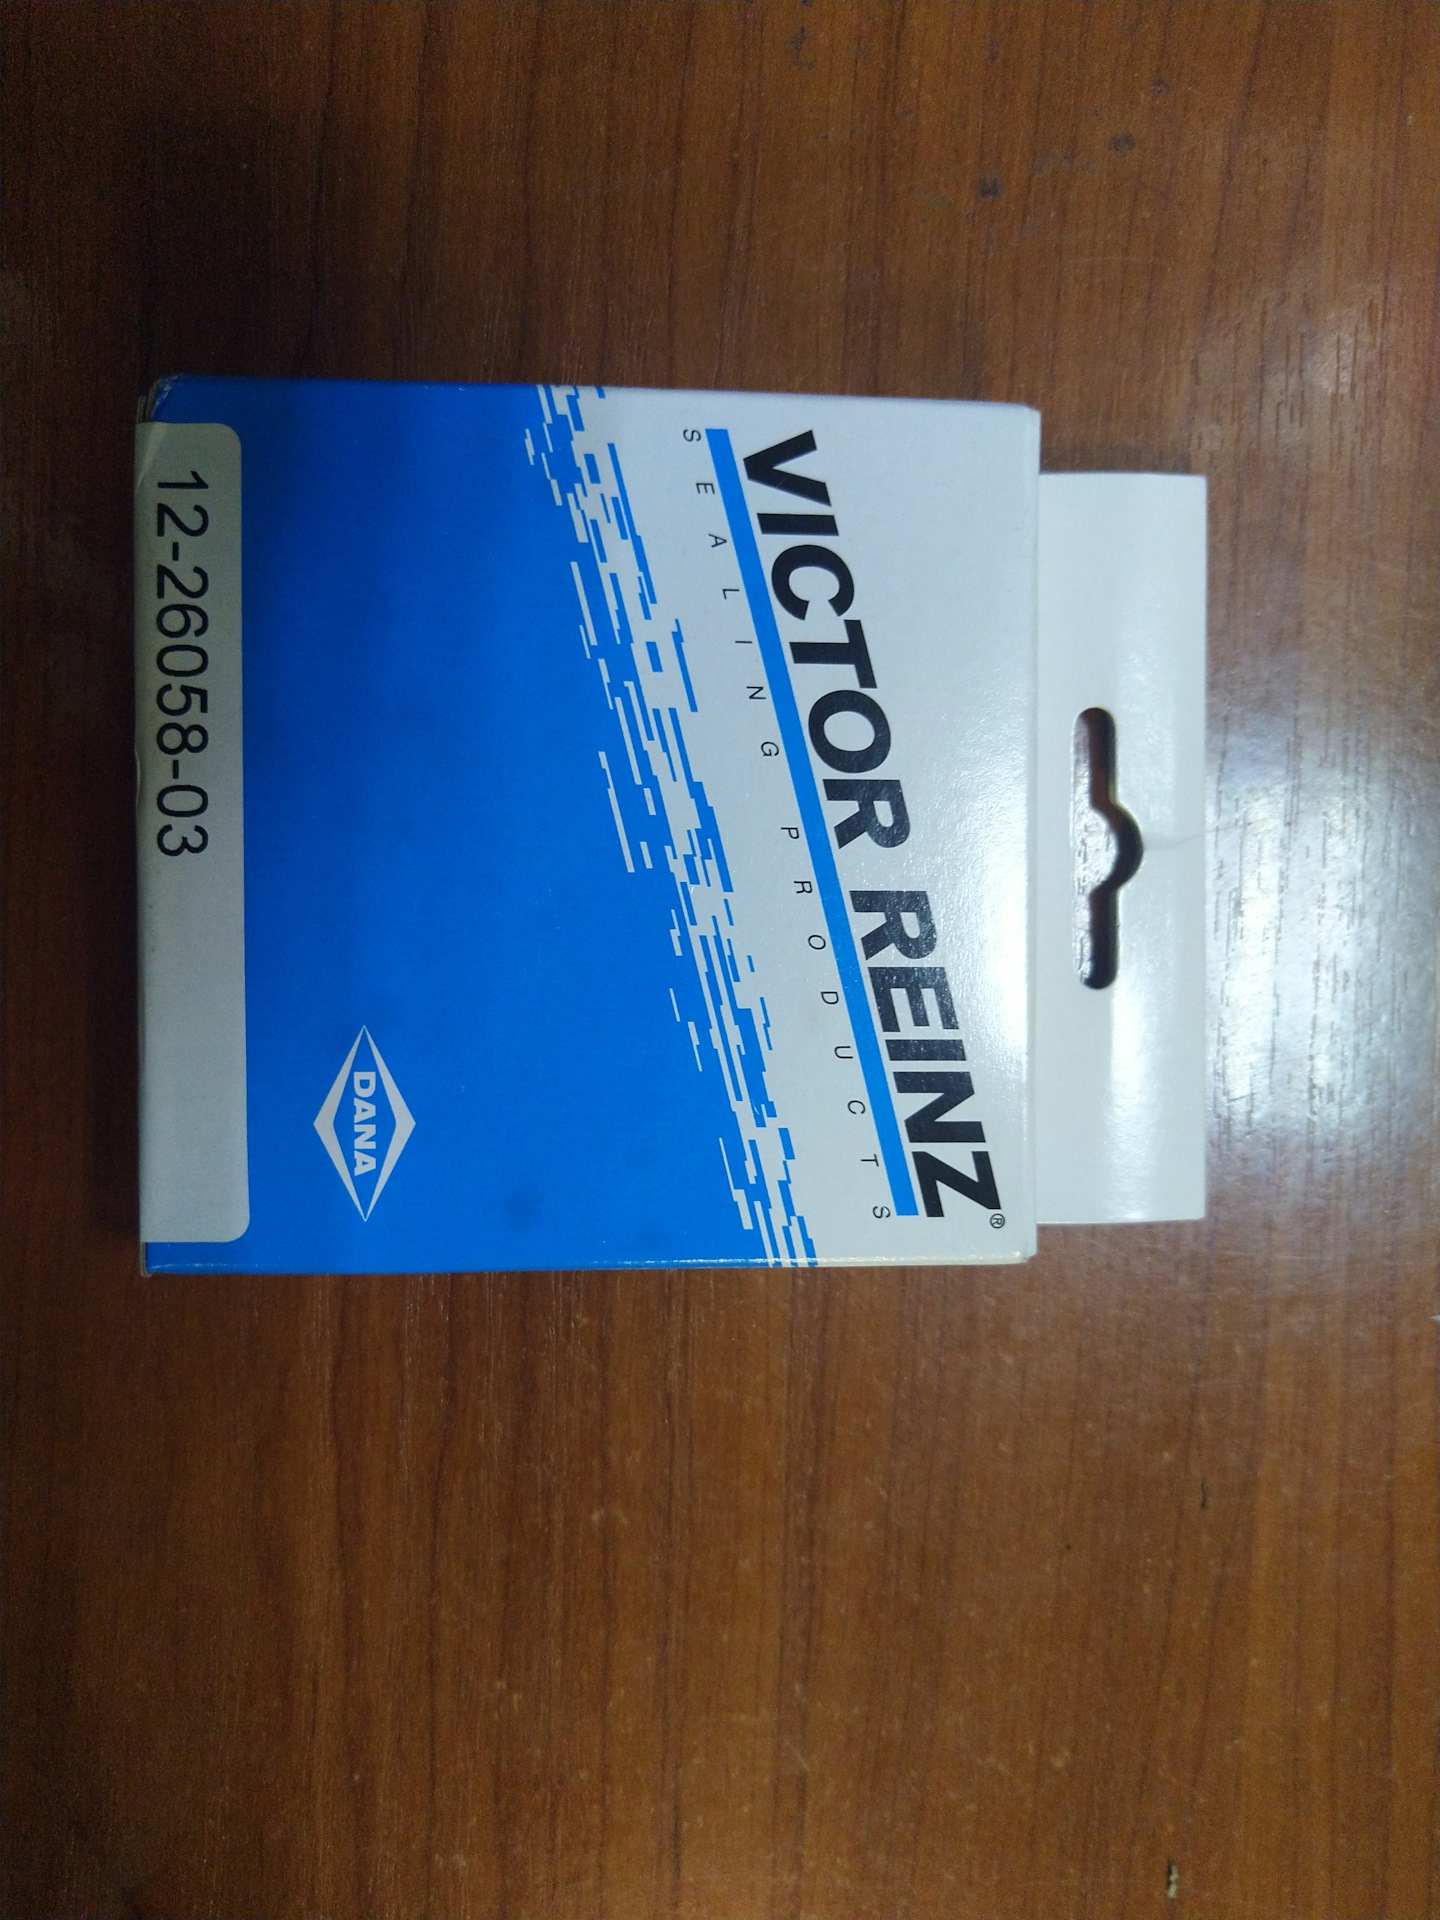 VICTOR REINZ®
SEALING PRODUCTS
DANA
12-26058-03